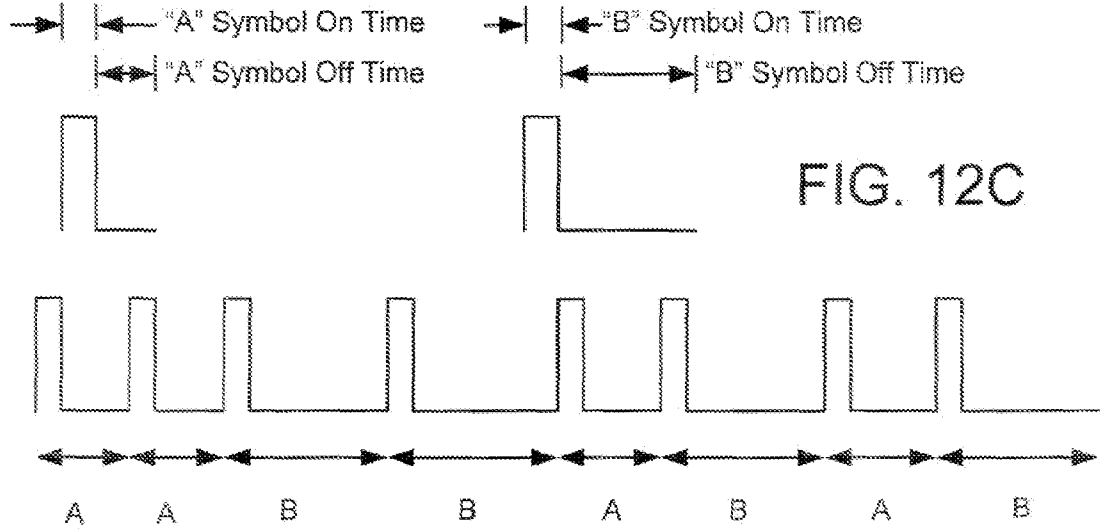 "A" Symbol On Time "B" Symbol On Time
"A" Symbol Off Time "B" Symbol Off Time
FIG. 12C
A A B B A B A B